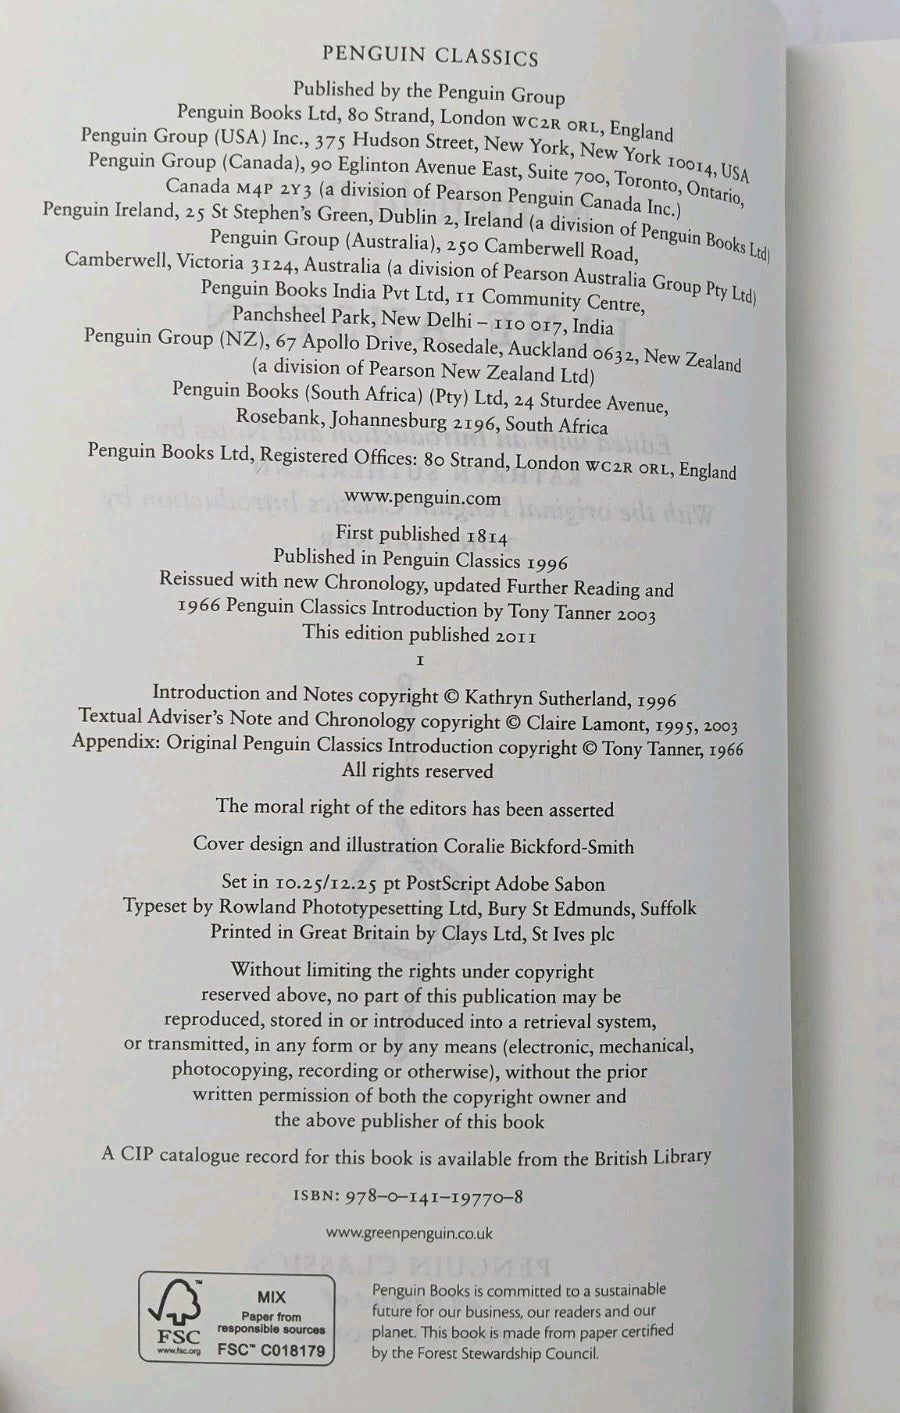 PENGUIN CLASSICS
Published by the Penguin Group
Penguin Books Ltd, 80 Strand, London WC2R ORL, England
Penguin Group (USA) Inc., 375 Hudson Street, New York, New York 10014, USA
Penguin Group (Canada), 90 Eglinton Avenue East, Suite 700, Toronto, Ontario,
Canada M4P 2Y3 (a division of Pearson Penguin Canada Inc.)
Penguin Ireland, 25 St Stephen's Green, Dublin 2, Ireland (a division of Penguin Books Ltd)
Penguin Group (Australia), 250 Camberwell Road,
Camberwell, Victoria 3124, Australia (a division of Pearson Australia Group Pty Ltd)
Penguin Books India Pvt Ltd, 11 Community Centre,
Panchsheel Park, New Delhi – 110 017, India
Penguin Group (NZ), 67 Apollo Drive, Rosedale, Auckland 0632, New Zealand
(a division of Pearson New Zealand Ltd)
Penguin Books (South Africa) (Pty) Ltd, 24 Sturdee Avenue,
Rosebank, Johannesburg 2196, South Africa
Penguin Books Ltd, Registered Offices: 80 Strand, London WC2R ORL, England
www.penguin.com
First published 1814
Published in Penguin Classics 1996
Reissued with new Chronology, updated Further Reading and
1966 Penguin Classics Introduction by Tony Tanner 2003
This edition published 2011
1
Introduction and Notes copyright © Kathryn Sutherland, 1996
Textual Adviser's Note and Chronology copyright © Claire Lamont, 1995, 2003
Appendix: Original Penguin Classics Introduction copyright © Tony Tanner, 1966
All rights reserved
The moral right of the editors has been asserted
Cover design and illustration Coralie Bickford-Smith
Set in 10.25/12.25 pt PostScript Adobe Sabon
Typeset by Rowland Phototypesetting Ltd, Bury St Edmunds, Suffolk
Printed in Great Britain by Clays Ltd, St Ives plc
Without limiting the rights under copyright
reserved above, no part of this publication may be
reproduced, stored in or introduced into a retrieval system,
or transmitted, in any form or by any means (electronic, mechanical,
photocopying, recording or otherwise), without the prior
written permission of both the copyright owner and
the above publisher of this book
A CIP catalogue record for this book is available from the British Library
ISBN: 978–0–141–19770–8
www.greenpenguin.co.uk
MIX
Paper from
responsible sources
FSC™ C018179
™
FSC
www.fsc.org
Penguin Books is committed to a sustainable
future for our business, our readers and our
planet. This book is made from paper certified
by the Forest Stewardship Council.